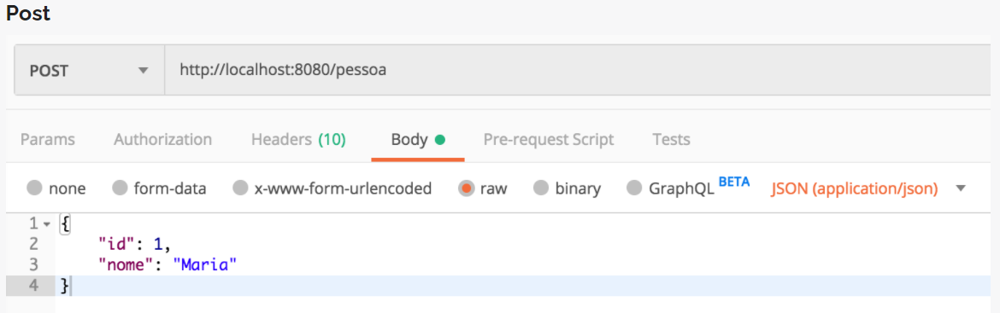 Post
POST http://localhost:8080/pessoa
Params Authorization Headers (10) Body Pre-request Script Tests
none form-data x-www-form-urlencoded raw binary GraphQL BETA JSON (application/json)
1 {
2 "id": 1,
3 "nome": "Maria"
4 }